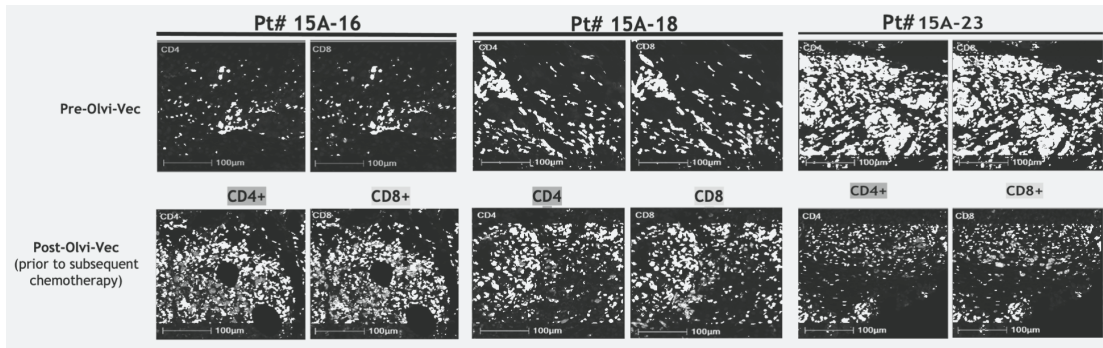 Pt# 15A-16
Pt# 15A-18
Pt# 15A-23
Pre-Olvi-Vec
CD4
CD8
CD4
CD8
CD4
CD8
100µm
100µm
100µm
100µm
100µm
100µm
CD4+
CD8+
CD4
CD8
CD4+
CD8+
Post-Olvi-Vec
(prior to subsequent
chemotherapy)
CD4
CD8
CD4
CD8
CD4
CD8
100µm
100µm
100µm
100µm
100µm
100µm